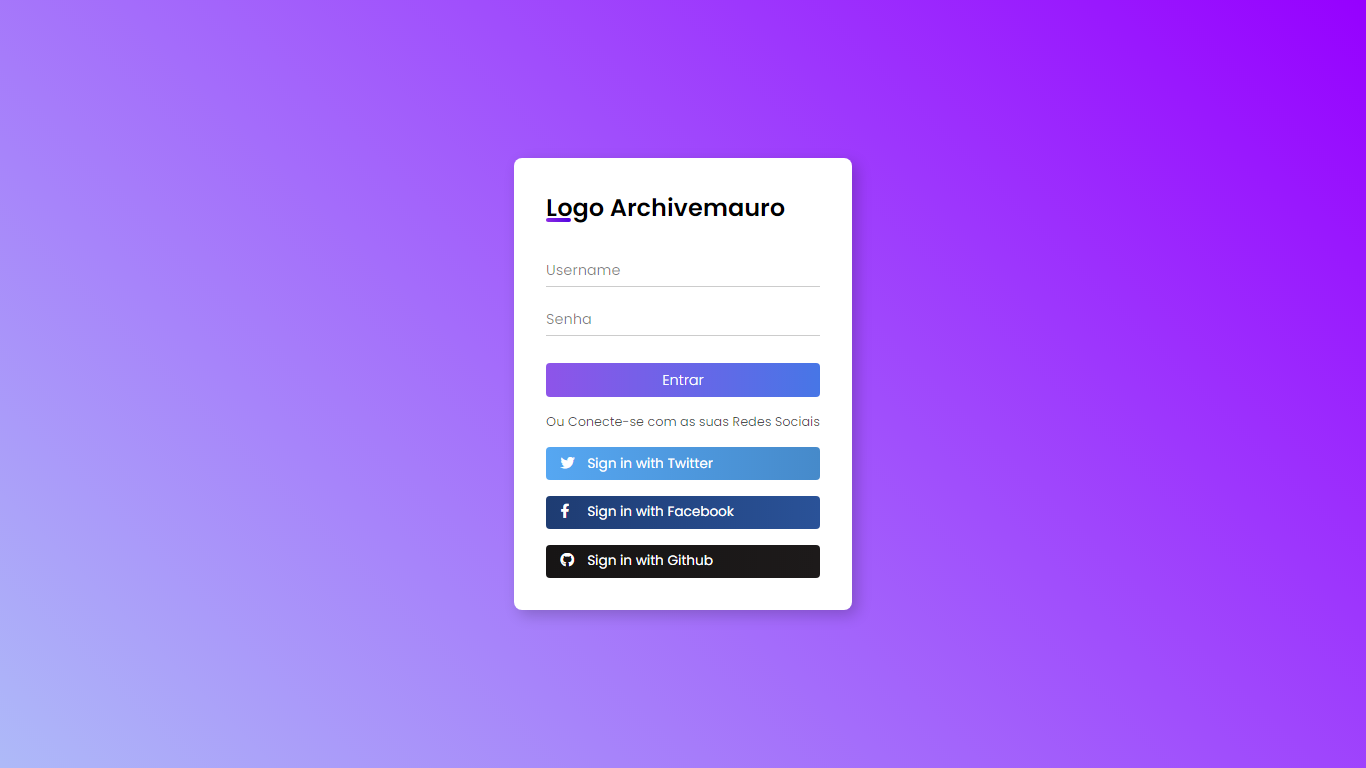 Logo Archivemauro
Username
Senha
Entrar
Ou Conecte-se com as suas Redes Sociais
Sign in with Twitter
Sign in with Facebook
Sign in with Github